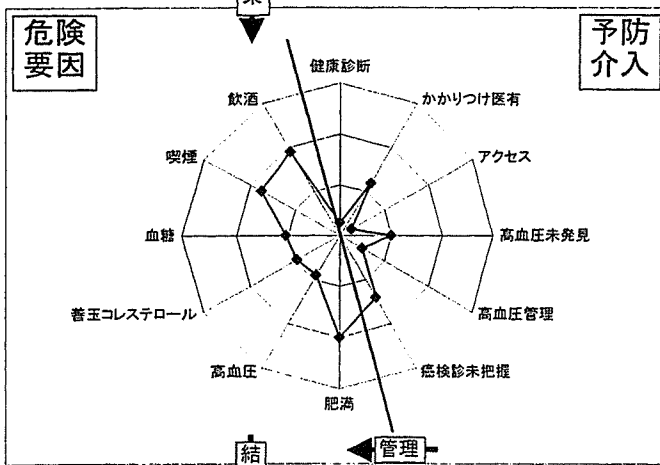 危険
要因
予防
介入
健康診断
かかりつけ医有
アクセス
高血圧未発見
高血圧管理
癌検診未把握
肥満
高血圧
善玉コレステロール
血糖
喫煙
飲酒
結
管理